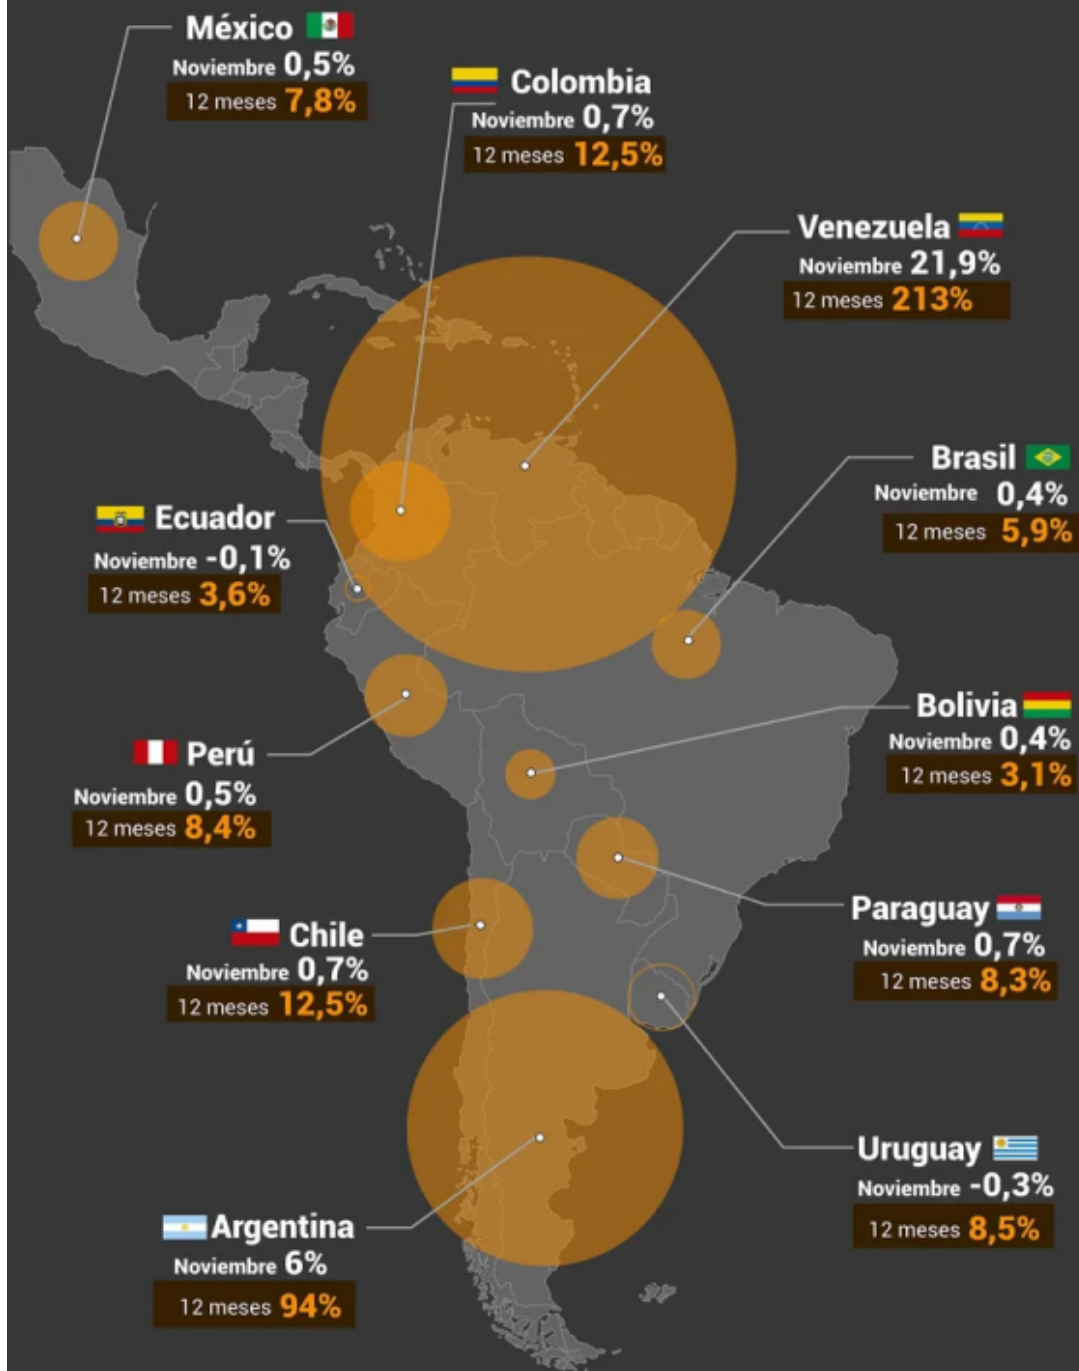 México
Noviembre 0,5%
12 meses 7,8%
Colombia
Noviembre 0,7%
12 meses 12,5%
Venezuela
Noviembre 21,9%
12 meses 213%
Brasil
Noviembre 0,4%
12 meses 5,9%
Ecuador
Noviembre -0,1%
12 meses 3,6%
Bolivia
Noviembre 0,4%
12 meses 3,1%
Perú
Noviembre 0,5%
12 meses 8,4%
Paraguay
Noviembre 0,7%
12 meses 8,3%
Chile
Noviembre 0,7%
12 meses 12,5%
Uruguay
Noviembre -0,3%
12 meses 8,5%
Argentina
Noviembre 6%
12 meses 94%